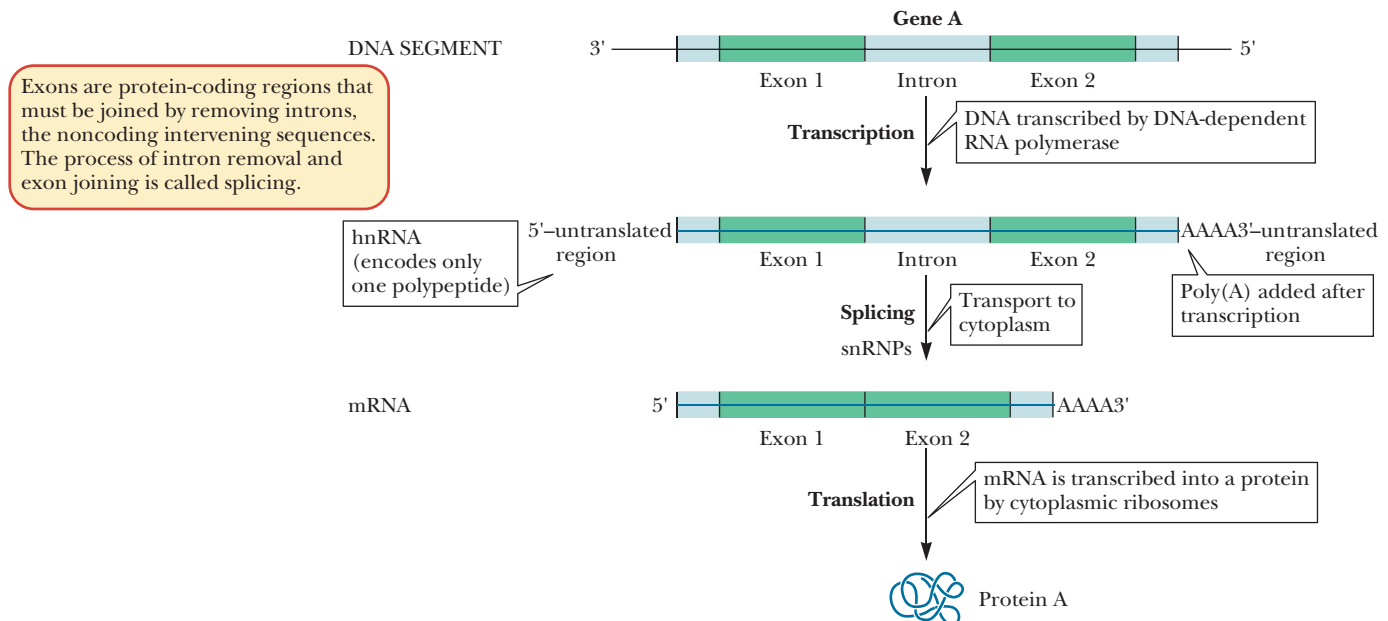 Gene A
DNA SEGMENT
3'
5'
Exons are protein-coding regions that
must be joined by removing introns,
the noncoding intervening sequences.
The process of intron removal and
exon joining is called splicing.
Exon 1
Intron
Exon 2
Transcription
DNA transcribed by DNA-dependent
RNA polymerase
hnRNA
(encodes only
one polypeptide)
5'–untranslated
region
AAAA3'–untranslated
region
Exon 1
Intron
Exon 2
Poly(A) added after
transcription
Splicing
snRNPs
Transport to
cytoplasm
mRNA
5'
AAAA3'
Exon 1
Exon 2
Translation
mRNA is transcribed into a protein
by cytoplasmic ribosomes
Protein A